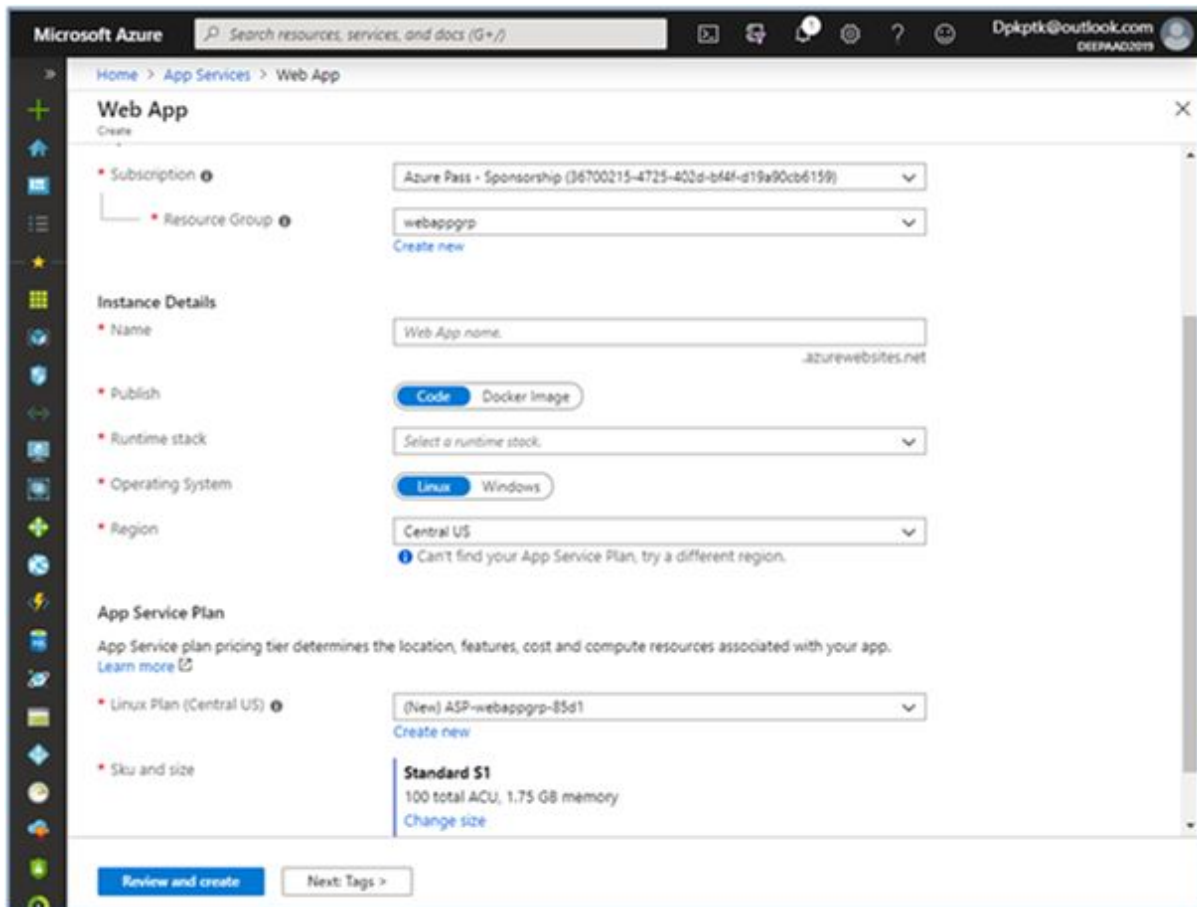 Microsoft Azure
Search resources, services, and docs (G+/)
1
Dpkptk@outlook.com
DEEPAAD2019
Home > App Services > Web App
Web App
Create
* Subscription
Azure Pass - Sponsorship (36700215-4725-402d-bf4f-d19a90cb6159)
* Resource Group
webappgrp
Create new
Instance Details
* Name
Web App name.
.azurewebsites.net
* Publish
Code Docker Image
* Runtime stack
Select a runtime stack.
* Operating System
Linux Windows
* Region
Central US
Can't find your App Service Plan, try a different region.
App Service Plan
App Service plan pricing tier determines the location, features, cost and compute resources associated with your app.
Learn more
* Linux Plan (Central US)
(New) ASP-webappgrp-85d1
Create new
* Sku and size
Standard S1
100 total ACU, 1.75 GB memory
Change size
Review and create
Next: Tags >